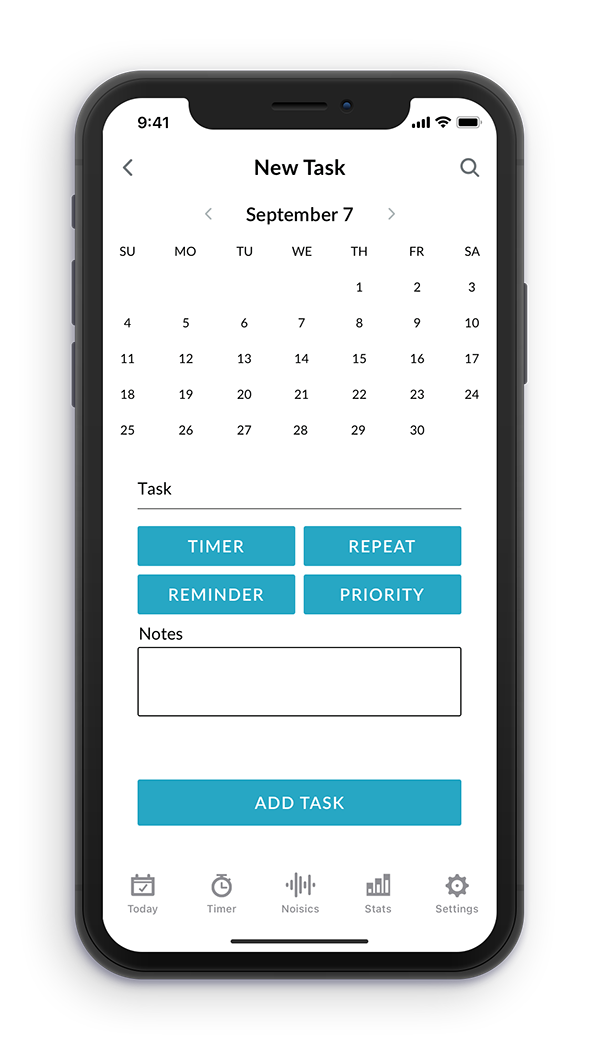 9:41
New Task
September 7
SU MO TU WE TH FR SA
1 2 3
4 5 6 7 8 9 10
11 12 13 14 15 16 17
18 19 20 21 22 23 24
25 26 27 28 29 30
Task
TIMER REPEAT
REMINDER PRIORITY
Notes
ADD TASK
Today Timer Noisics Stats Settings